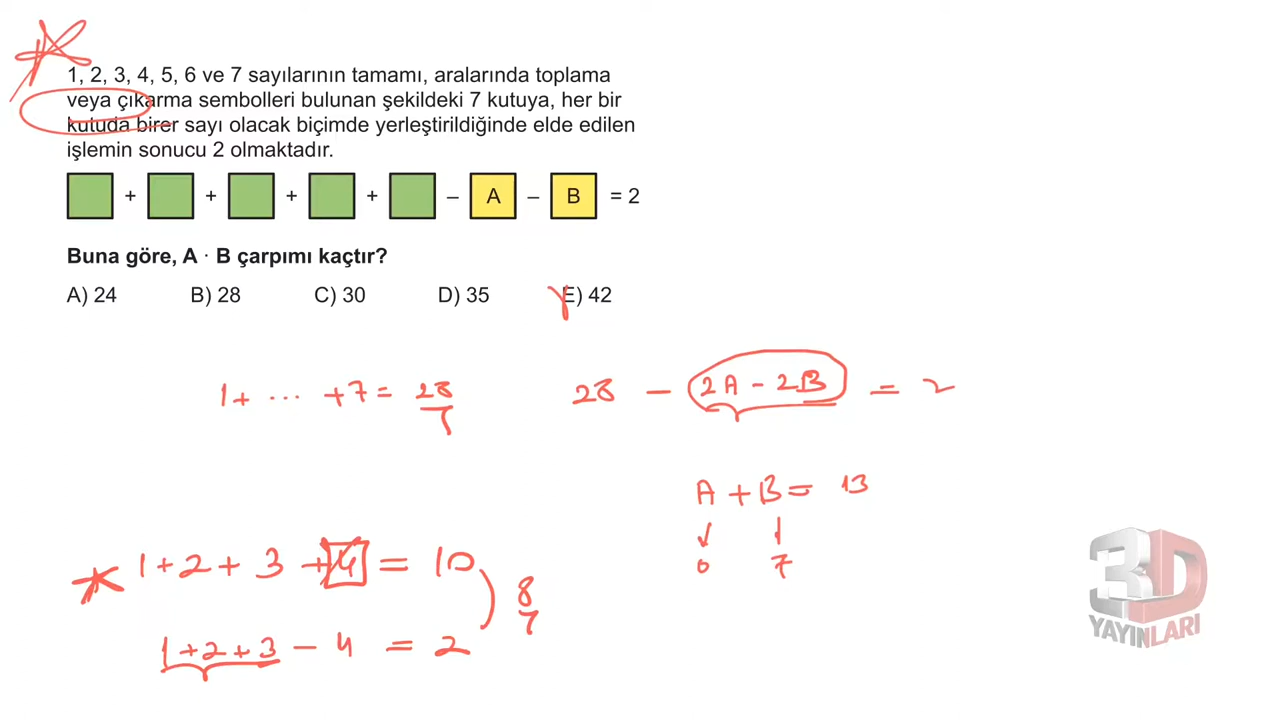 1, 2, 3, 4, 5, 6 ve 7 sayılarının tamamı, aralarında toplama
veya çıkarma sembolleri bulunan şekildeki 7 kutuya, her bir
kutuda birer sayı olacak biçimde yerleştirildiğinde elde edilen
işlemin sonucu 2 olmaktadır.
+ + + + – A – B = 2
Buna göre, A · B çarpımı kaçtır?
A) 24 B) 28 C) 30 D) 35 E) 42
1 + ... + 7 = 28 28 - 2A - 2B = 2
A + B = 13
6 7
1 + 2 + 3 + 4 = 10
8
1 + 2 + 3 - 4 = 2
3D
YAYINLARI